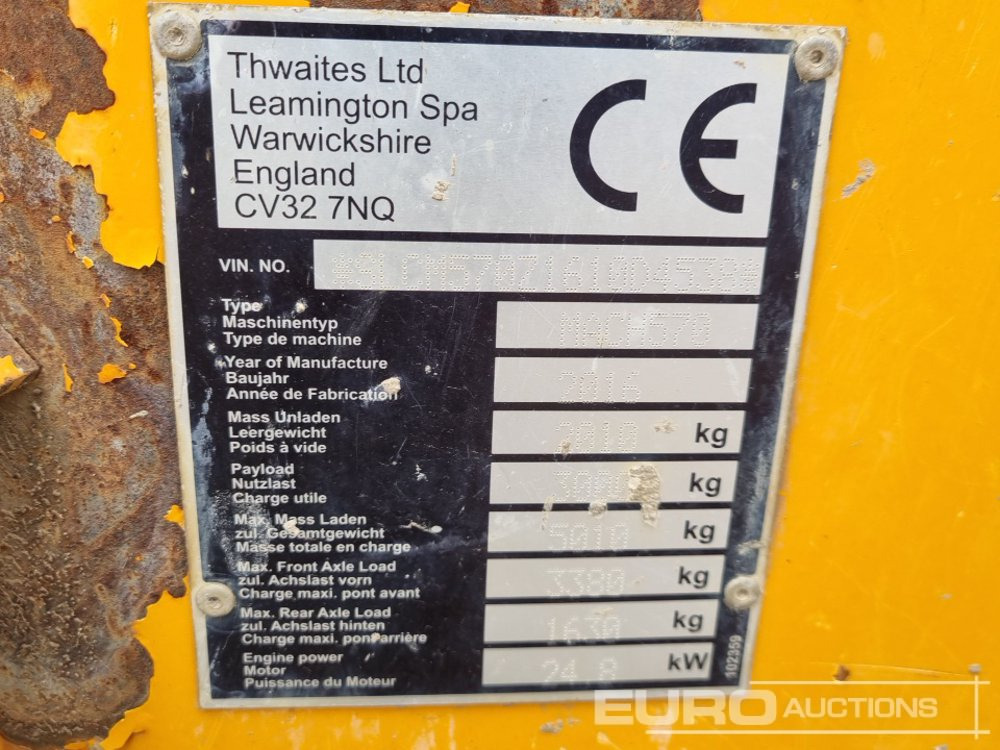 Thwaites Ltd
Leamington Spa
Warwickshire
England
CV32 7NQ
CE
VIN. NO.
Type
Maschinentyp
Type de machine
MACH570
Year of Manufacture
Baujahr
Année de Fabrication
2016
Mass Unladen
Leergewicht
Poids à vide
2010 kg
Payload
Nutzlast
Charge utile
3000 kg
Max. Mass Laden
zul. Gesamtgewicht
Masse totale en charge
5010 kg
Max. Front Axle Load
zul. Achslast vorn
Charge maxi. pont avant
3380 kg
Max. Rear Axle Load
zul. Achslast hinten
Charge maxi. pont arrière
1630 kg
Engine power
Motor
Puissance du Moteur
24.8 kW
102359
EURO AUCTIONS